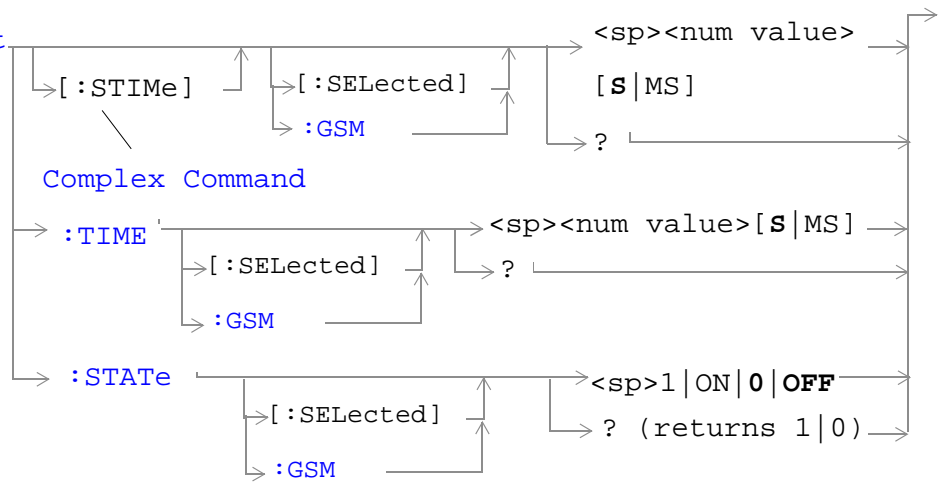 <sp><num value>
[:STIMe] [:SELected] [S|MS]
:GSM ?
Complex Command
:TIME <sp><num value>[S|MS]
[:SELected] ?
:GSM
:STATe <sp>1|ON|0|OFF
[:SELected] ? (returns 1|0)
:GSM